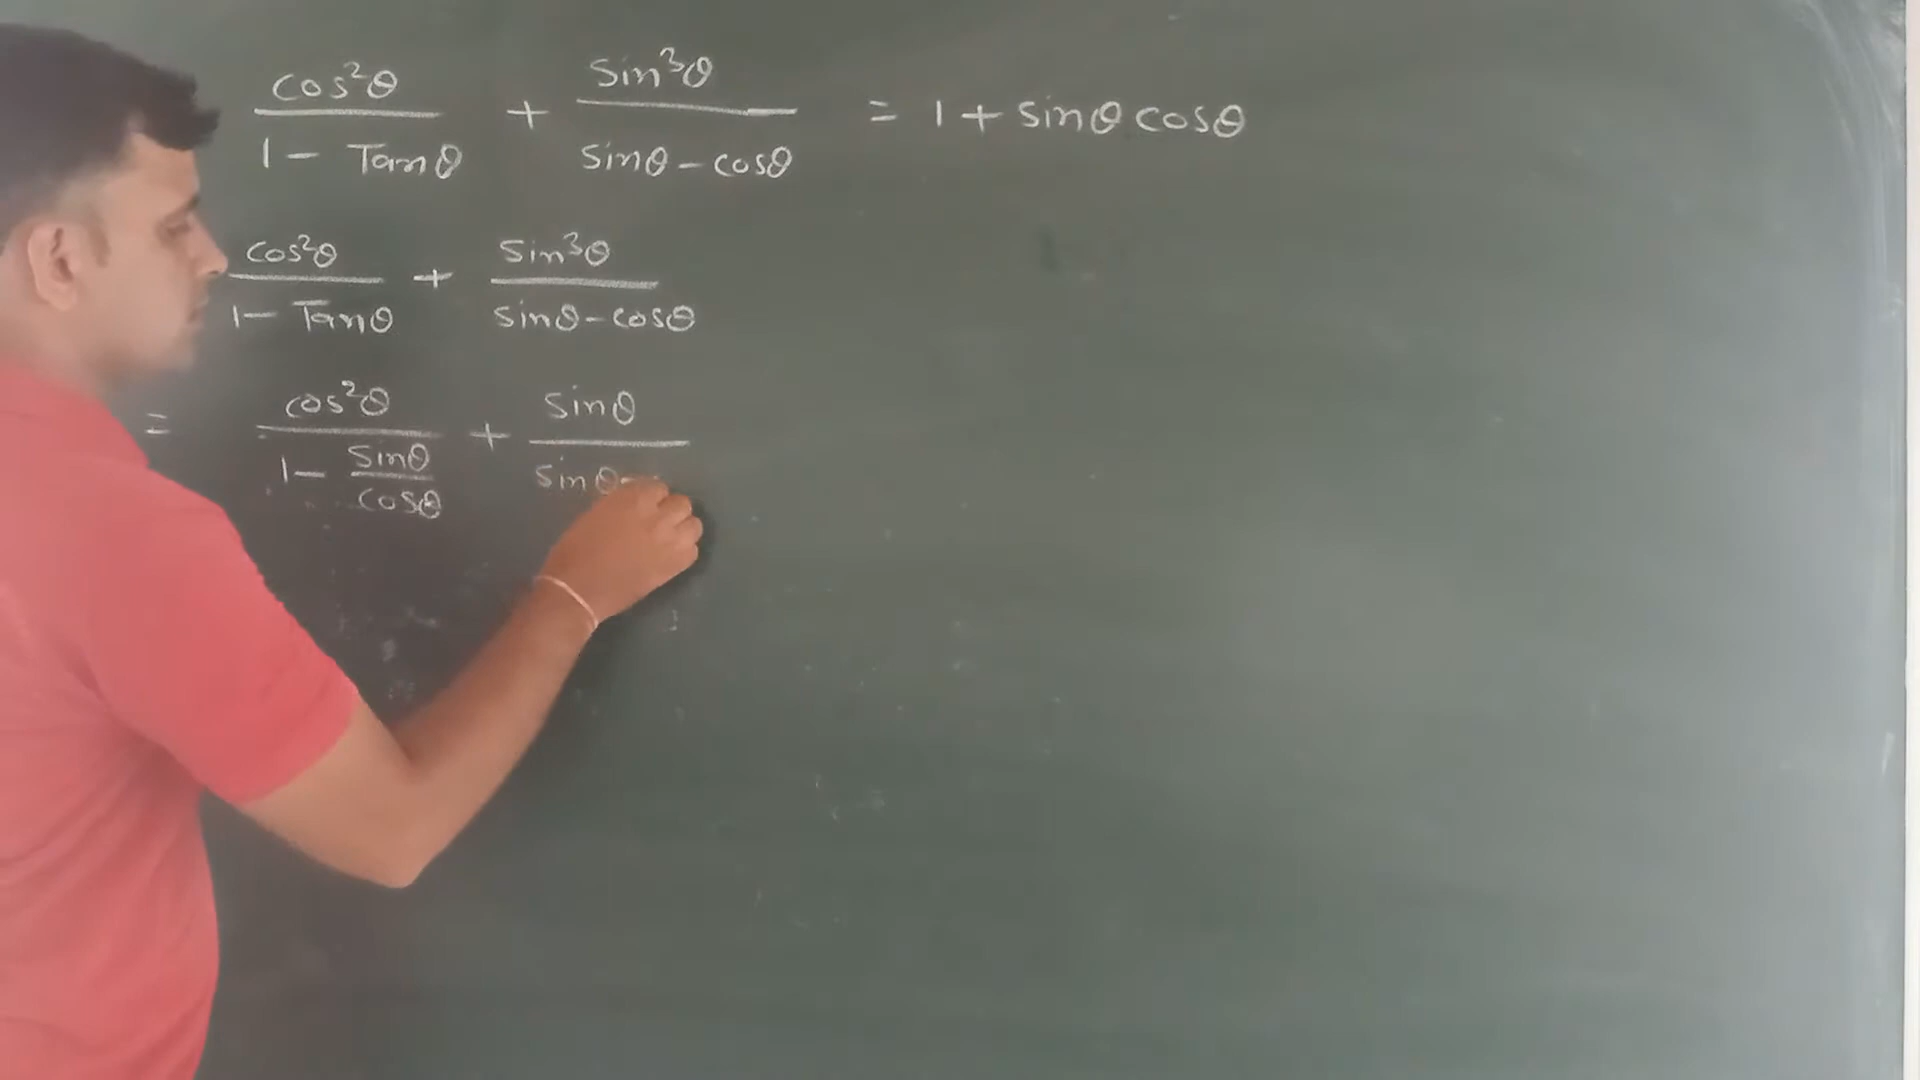 cos²θ/(1 - Tanθ) + sin³θ/(sinθ - cosθ) = 1 + sinθ cosθ
cos²θ/(1 - Tanθ) + sin³θ/(sinθ - cosθ)
= cos²θ/(1 - sinθ/cosθ) + sinθ/(sinθ -